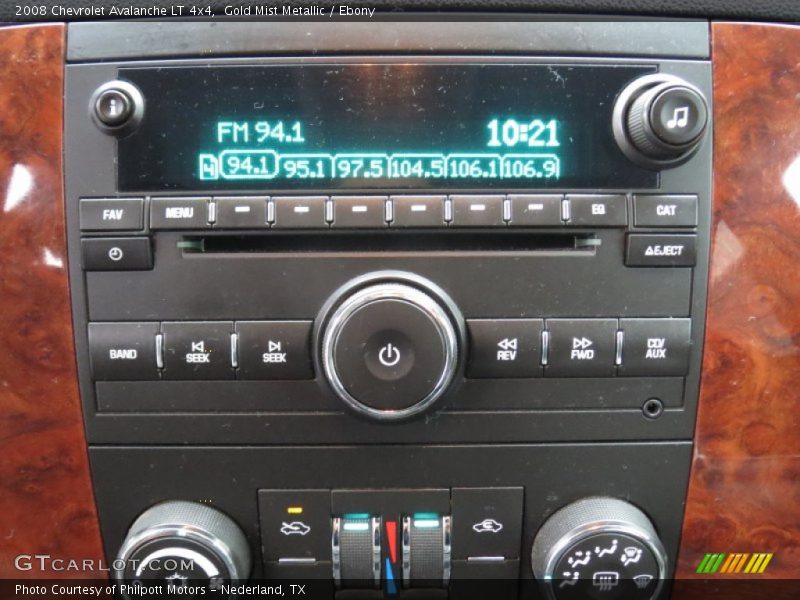 2008 Chevrolet Avalanche LT 4x4,  Gold Mist Metallic / Ebony
FM 94.1 10:21
4 94.1 95.1 97.5 104.5 106.1 106.9
FAV MENU EQ CAT
EJECT
BAND SEEK SEEK REV FWD CD/AUX
GTCARLOT.COM
Photo Courtesy of Philpott Motors - Nederland, TX